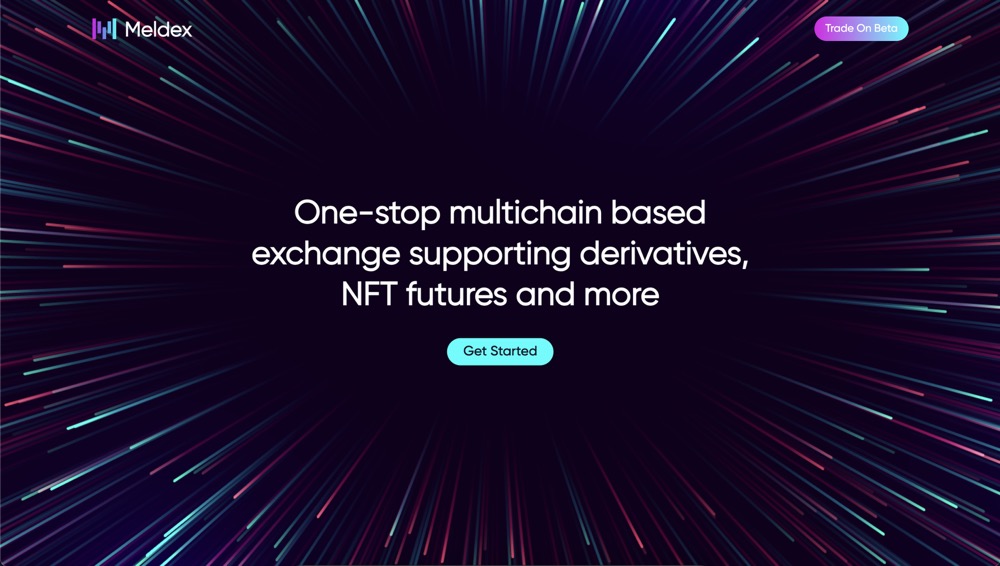 Meldex
Trade On Beta
One-stop multichain based
exchange supporting derivatives,
NFT futures and more
Get Started